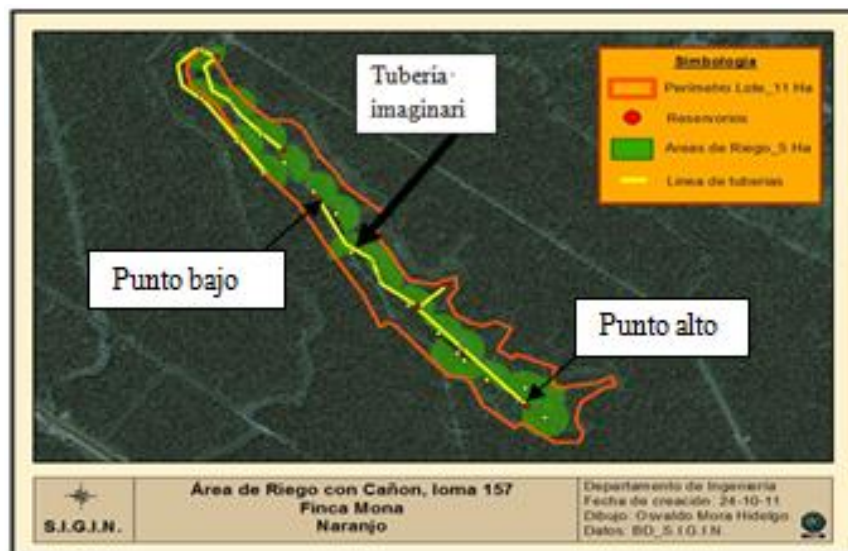 Tubería
imaginari
Simbología
Perímetro Lote_11 Ha
Reservorios
Areas de Riego_5 Ha
Línea de tuberías
Punto bajo
Punto alto
S.I.G.I.N.
Área de Riego con Cañon, loma 157
Finca Mona
Naranjo
Departamento de Ingeniería
Fecha de creación: 24-10-11
Dibujo: Osvaldo Mora Hidalgo
Datos: BD_S.I.G.I.N.